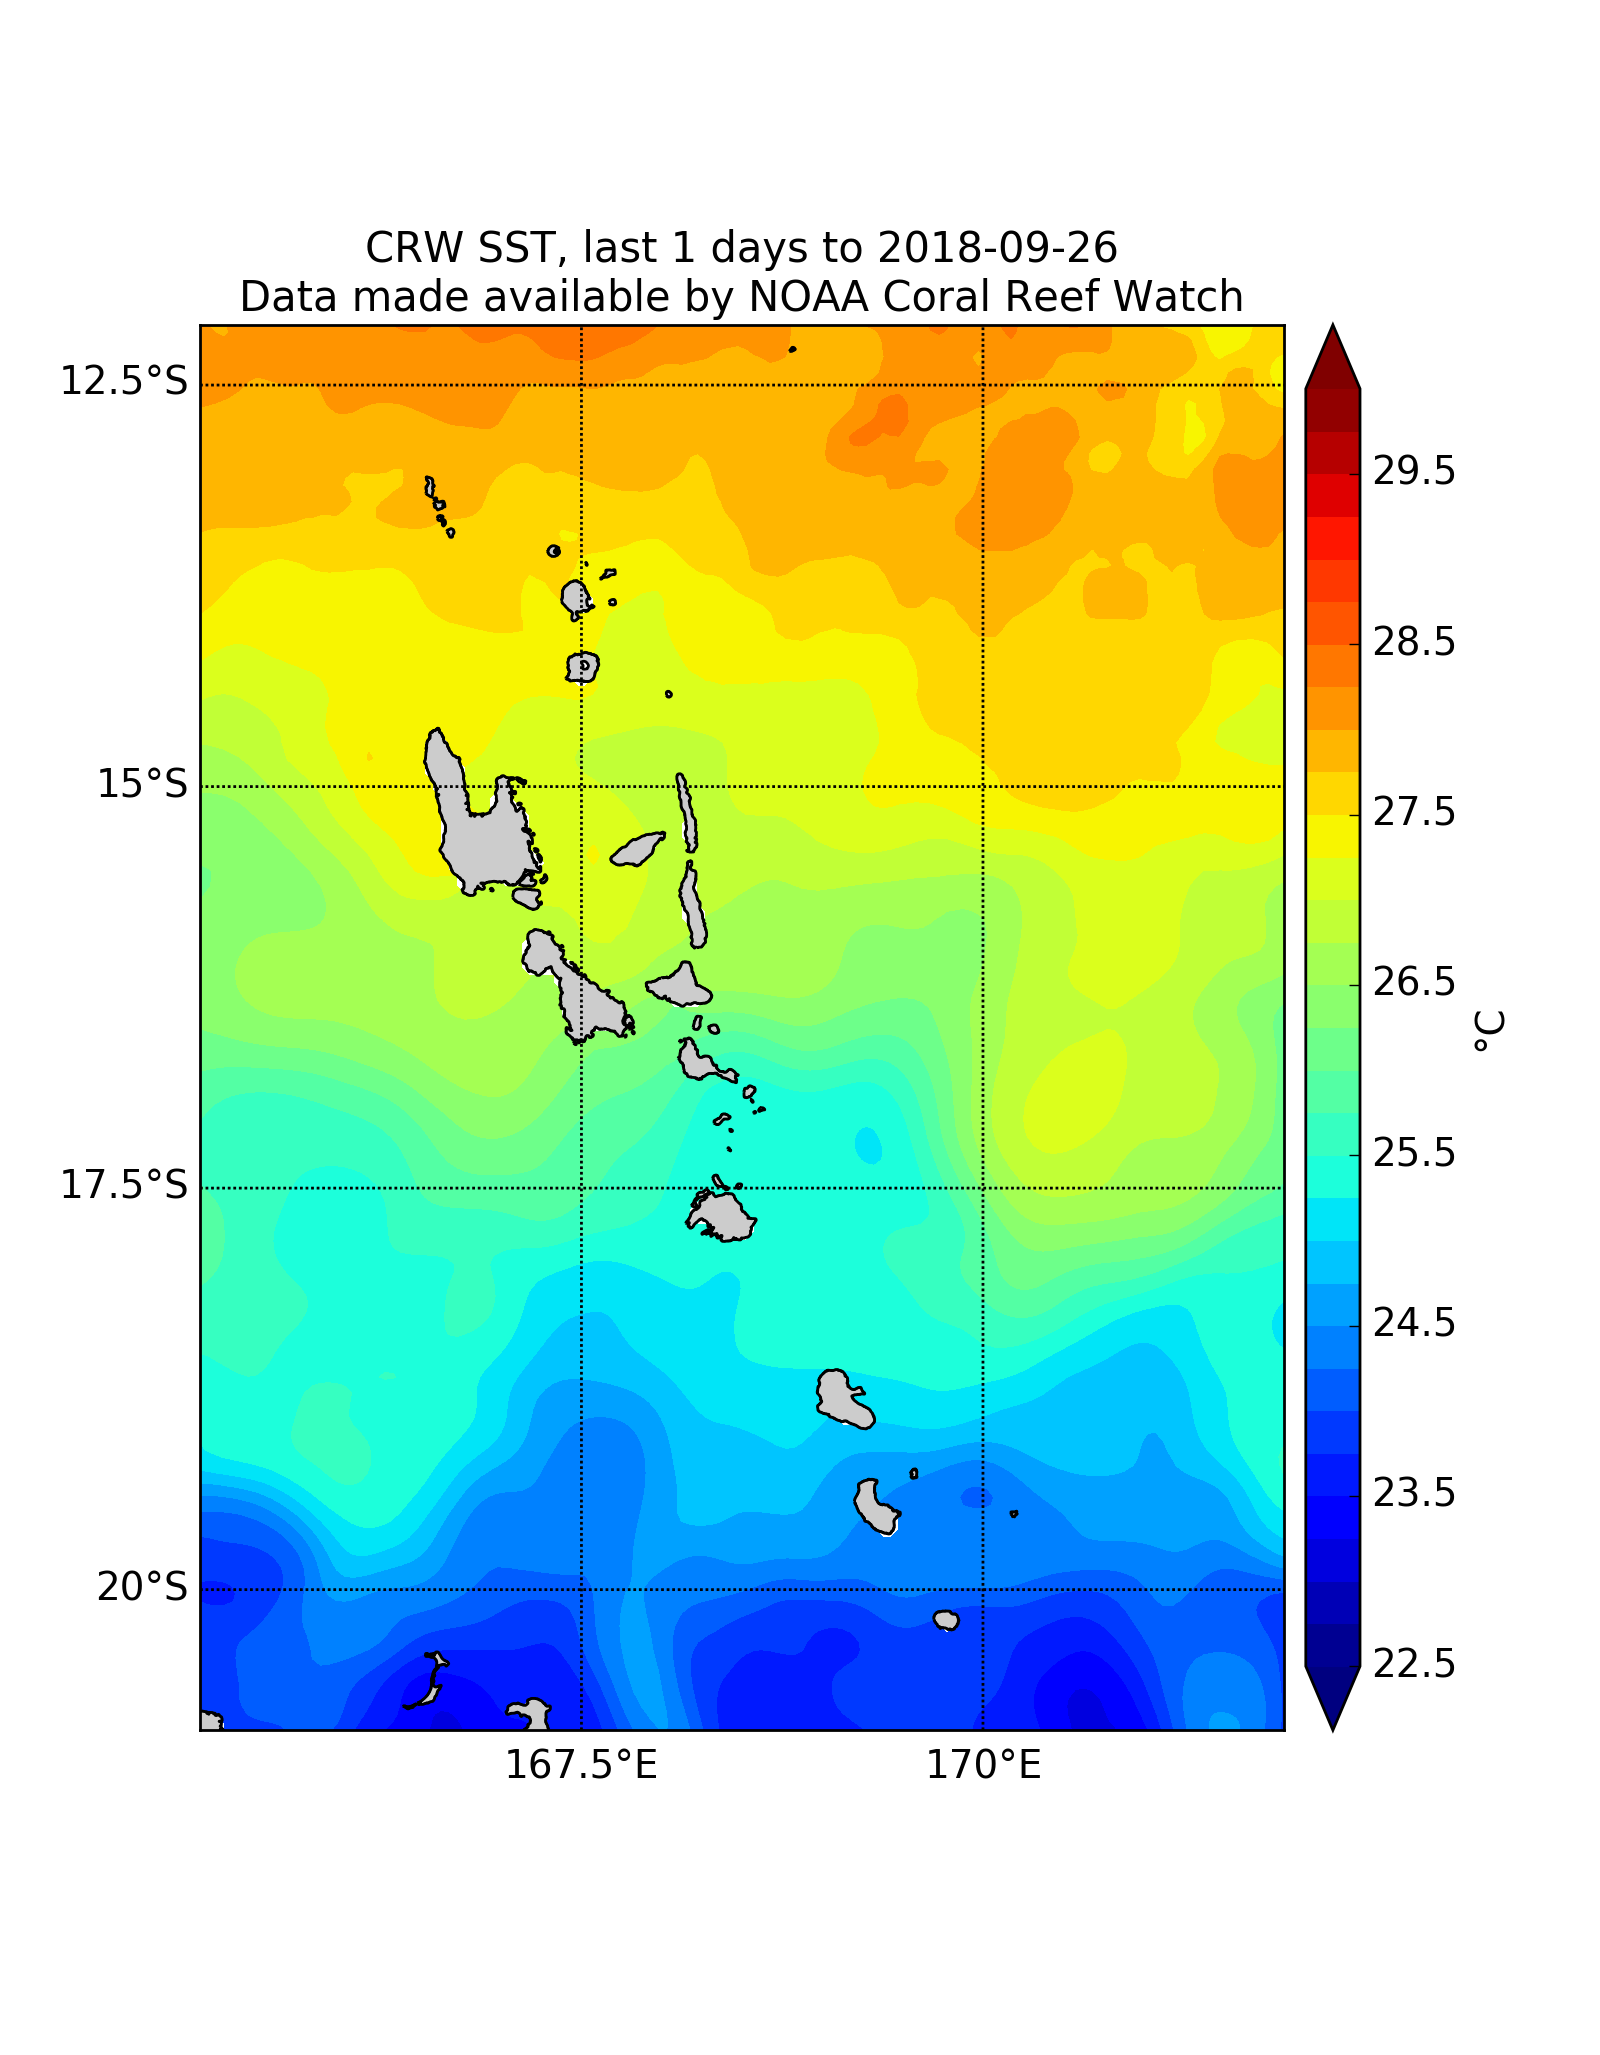 CRW SST, last 1 days to 2018-09-26
Data made available by NOAA Coral Reef Watch
12.5°S
15°S
17.5°S
20°S
167.5°E
170°E
29.5
28.5
27.5
26.5
25.5
24.5
23.5
22.5
°C